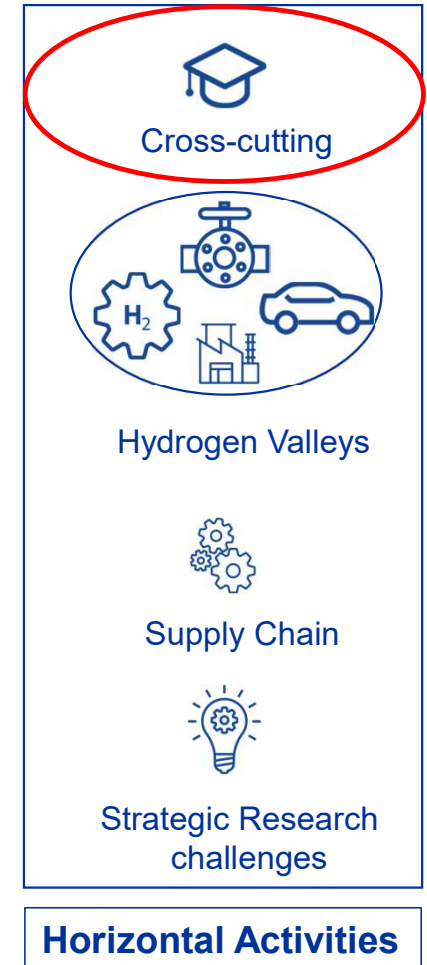 Cross-cutting
H₂
Hydrogen Valleys
Supply Chain
Strategic Research
challenges
Horizontal Activities